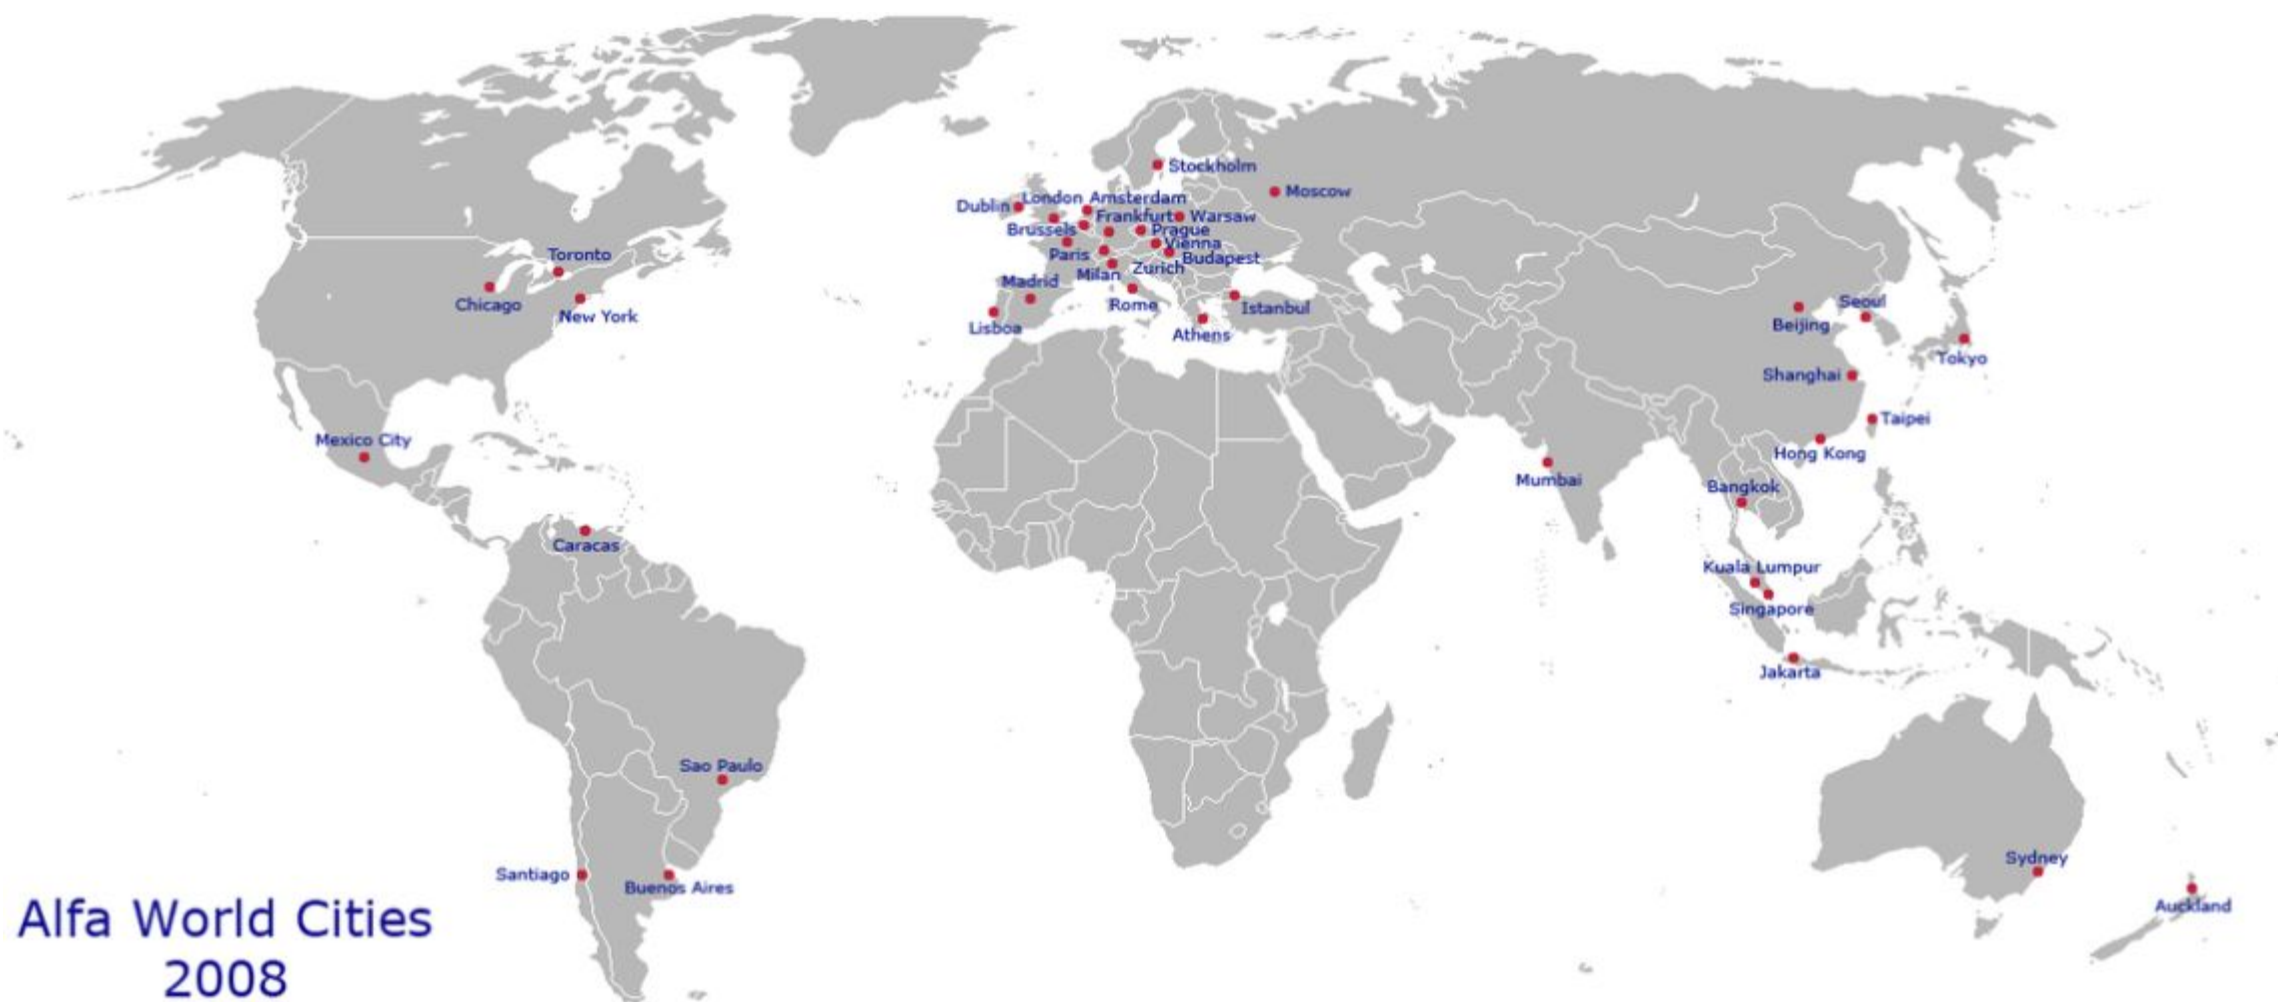 Stockholm
Moscow
London Amsterdam
Dublin
Frankfurt Warsaw
Brussels
Prague
Vienna
Paris
Budapest
Zurich
Milan
Toronto
Madrid
Chicago
Rome
Istanbul
New York
Lisboa
Athens
Seoul
Beijing
Tokyo
Shanghai
Taipei
Mexico City
Hong Kong
Mumbai
Bangkok
Caracas
Kuala Lumpur
Singapore
Jakarta
Sao Paulo
Sydney
Santiago
Buenos Aires
Auckland
Alfa World Cities
2008